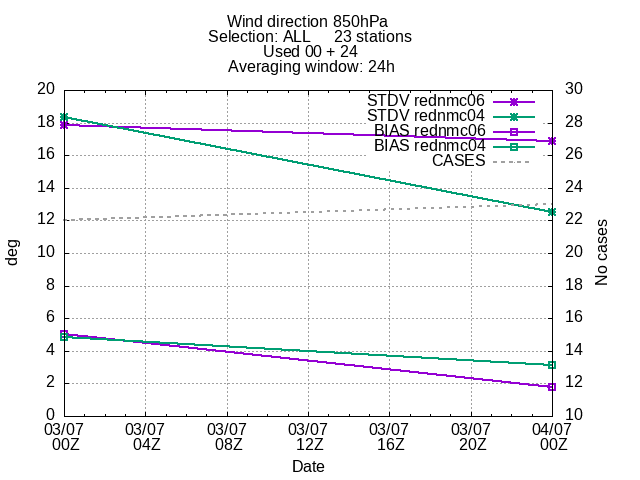 Wind direction 850hPa
Selection: ALL 23 stations
Used 00 + 24
Averaging window: 24h
20 30
STDV rednmc06
STDV rednmc04
18 28
BIAS rednmc06
BIAS rednmc04
16 26
CASES
14 24
12 22
10 20
8 18
6 16
4 14
2 12
0 10
deg
No cases
03/07 03/07 03/07 03/07 03/07 03/07 04/07
00Z 04Z 08Z 12Z 16Z 20Z 00Z
Date